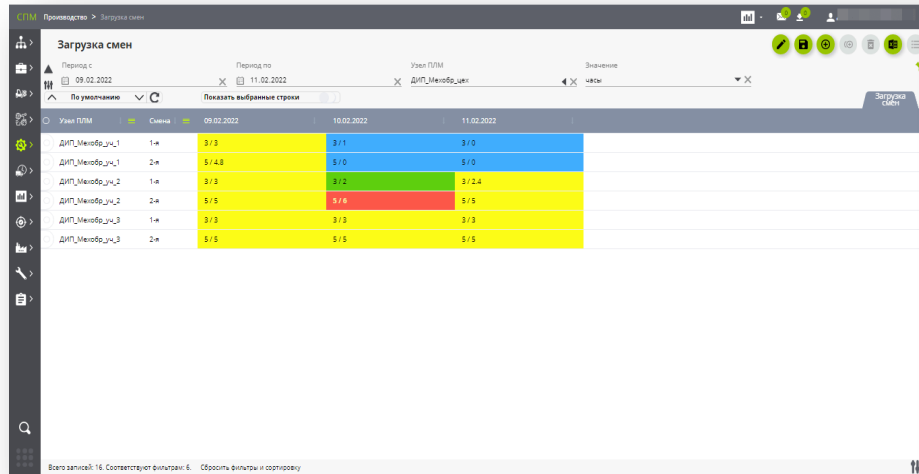 СПМ Производство > Загрузка смен
0 0
Загрузка смен
Период с Период по Узел ПЛМ Значение
09.02.2022 11.02.2022 ДИП_Мехобр_цех часы
По умолчанию Показать выбранные строки Загрузка смен
Узел ПЛМ Смена 09.02.2022 10.02.2022 11.02.2022
ДИП_Мехобр_уч_1 1-я 3 / 3 3 / 1 3 / 0
ДИП_Мехобр_уч_1 2-я 5 / 4.8 5 / 0 5 / 0
ДИП_Мехобр_уч_2 1-я 3 / 3 3 / 2 3 / 2.4
ДИП_Мехобр_уч_2 2-я 5 / 5 5 / 6 5 / 5
ДИП_Мехобр_уч_3 1-я 3 / 3 3 / 3 3 / 3
ДИП_Мехобр_уч_3 2-я 5 / 5 5 / 5 5 / 5
Всего записей: 16. Соответствуют фильтрам: 6. Сбросить фильтры и сортировку